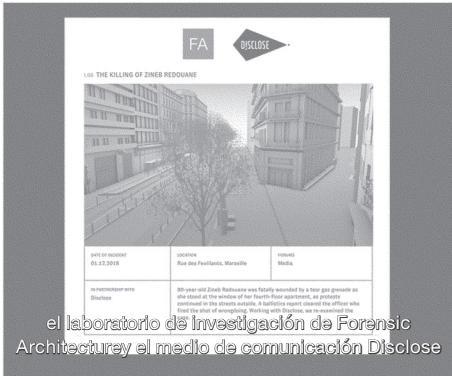 FA
DISCLOSE
THE KILLING OF ZINEB REDOUANE
DATE OF INCIDENT
01.12.2018
LOCATION
Rue des Feuillants, Marseille
FORUMS
Media
IN PARTNERSHIP WITH
Disclose
80-year-old Zineb Redouane was fatally wounded by a tear gas grenade as
she stood at the window of her fourth-floor apartment, as protests
continued in the streets outside. A ballistics report cleared the officer who
fired the shot of wrongdoing. Working with Disclose, we re-examined the
el laboratorio de investigación de Forensic
Architecturey el medio de comunicación Disclose